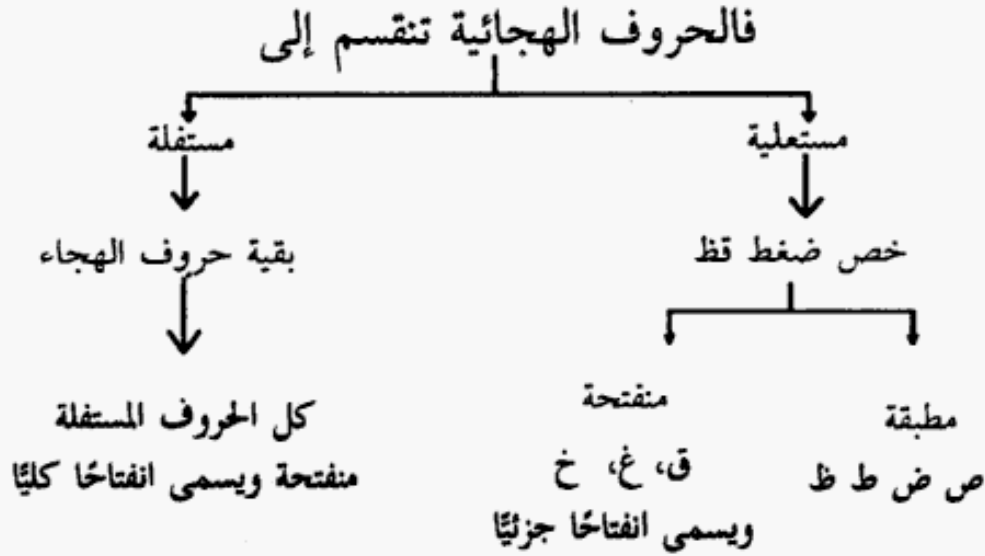 فالحروف الهجائية تنقسم إلى
مستعلية
مستفلة
خص ضغط قظ
بقية حروف الهجاء
مطبقة
ص ض ط ظ
منفتحة
ق، غ، خ
ويسمى انفتاحًا جزئيًّا
كل الحروف المستفلة
منفتحة ويسمى انفتاحًا كليًّا